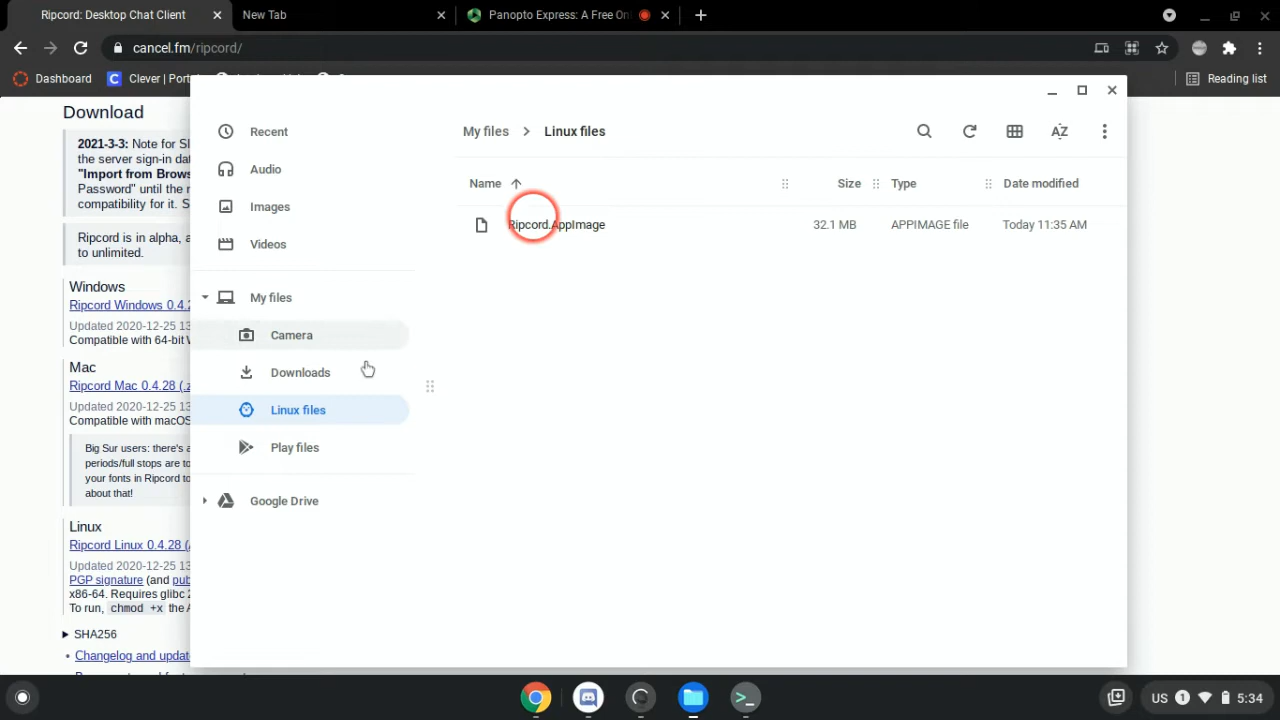 Ripcord: Desktop Chat Client
New Tab
Panopto Express: A Free On
cancel.fm/ripcord/
Dashboard
Clever | Port
Reading list
Download
2021-3-3: Note for Sl
the server sign-in dat
"Import from Brows
Password" until the r
compatibility for it. S
Ripcord is in alpha, a
to unlimited.
Windows
Ripcord Windows 0.4.2
Updated 2020-12-25 13
Compatible with 64-bit W
Mac
Ripcord Mac 0.4.28 (.z
Updated 2020-12-25 13
Compatible with macOS
Big Sur users: there's a
periods/full stops are to
your fonts in Ripcord to
about that!
Linux
Ripcord Linux 0.4.28 (
Updated 2020-12-25 13
PGP signature (and pub
x86-64. Requires glibc 2
To run, chmod +x the A
SHA256
Changelog and updat
Recent
Audio
Images
Videos
My files
Camera
Downloads
Linux files
Play files
Google Drive
My files
Linux files
Name
Size
Type
Date modified
Ripcord.AppImage
32.1 MB
APPIMAGE file
Today 11:35 AM
US
1
5:34